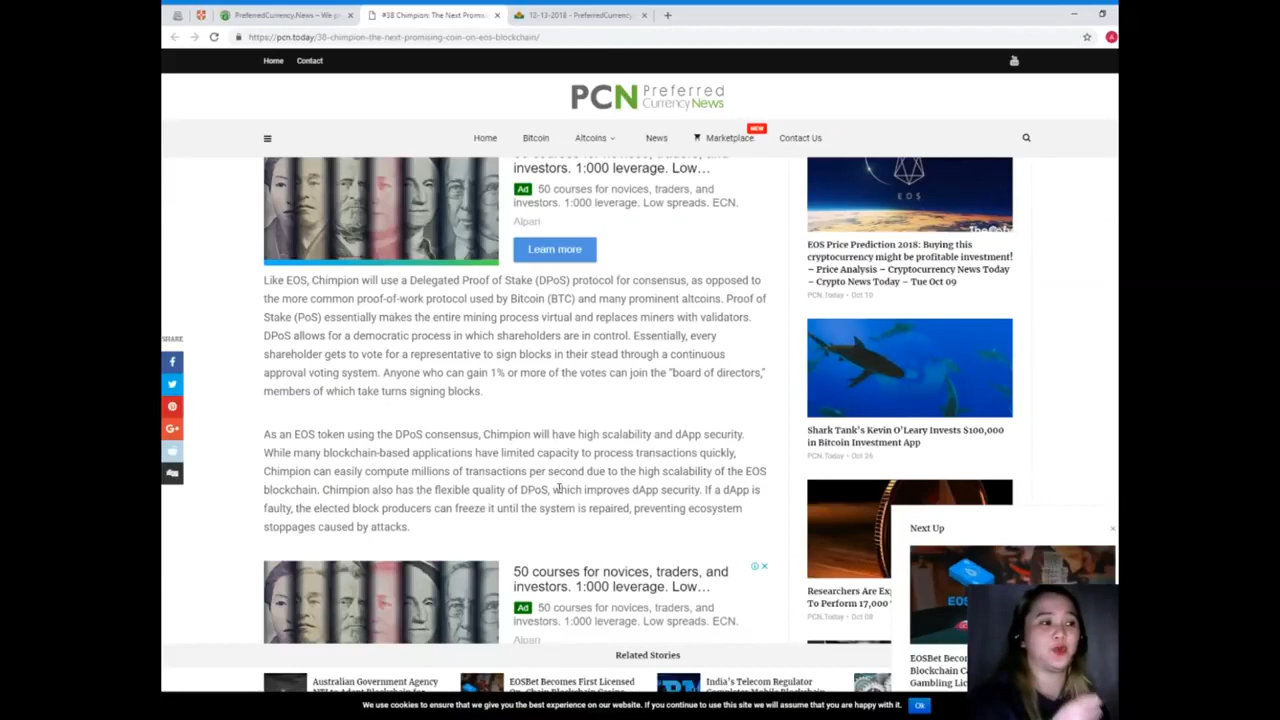 PreferredCurrency.News – We p
#38 Chimpion: The Next Promis
12-13-2018 - PreferredCurrency.
https://pcn.today/38-chimpion-the-next-promising-coin-on-eos-blockchain/
Home Contact
PCN Preferred
Currency News
NEW
Home Bitcoin Altcoins News Marketplace Contact Us
investors. 1:000 leverage. Low…
Ad 50 courses for novices, traders, and
investors. 1:000 leverage. Low spreads. ECN.
Alpari
Learn more
Like EOS, Chimpion will use a Delegated Proof of Stake (DPoS) protocol for consensus, as opposed to
the more common proof-of-work protocol used by Bitcoin (BTC) and many prominent altcoins. Proof of
Stake (PoS) essentially makes the entire mining process virtual and replaces miners with validators.
DPoS allows for a democratic process in which shareholders are in control. Essentially, every
shareholder gets to vote for a representative to sign blocks in their stead through a continuous
approval voting system. Anyone who can gain 1% or more of the votes can join the "board of directors,"
members of which take turns signing blocks.
As an EOS token using the DPoS consensus, Chimpion will have high scalability and dApp security.
While many blockchain-based applications have limited capacity to process transactions quickly,
Chimpion can easily compute millions of transactions per second due to the high scalability of the EOS
blockchain. Chimpion also has the flexible quality of DPoS, which improves dApp security. If a dApp is
faulty, the elected block producers can freeze it until the system is repaired, preventing ecosystem
stoppages caused by attacks.
50 courses for novices, traders, and
investors. 1:000 leverage. Low…
Ad 50 courses for novices, traders, and
investors. 1:000 leverage. Low spreads. ECN.
Alpari
SHARE
EOS
EOS Price Prediction 2018: Buying this
cryptocurrency might be profitable investment!
– Price Analysis – Cryptocurrency News Today
– Crypto News Today – Tue Oct 09
PCN.Today • Oct 10
Shark Tank's Kevin O'Leary Invests $100,000
in Bitcoin Investment App
PCN.Today • Oct 26
Researchers Are Ex
To Perform 17,000
PCN.Today • Oct 08
Next Up
EOS
EOSBet Beco
Blockchain C
Gambling Lic
Related Stories
Australian Government Agency
EOSBet Becomes First Licensed
On-Chain Blockchain Casino
India's Telecom Regulator
We use cookies to ensure that we give you the best experience on our website. If you continue to use this site we will assume that you are happy with it. Ok